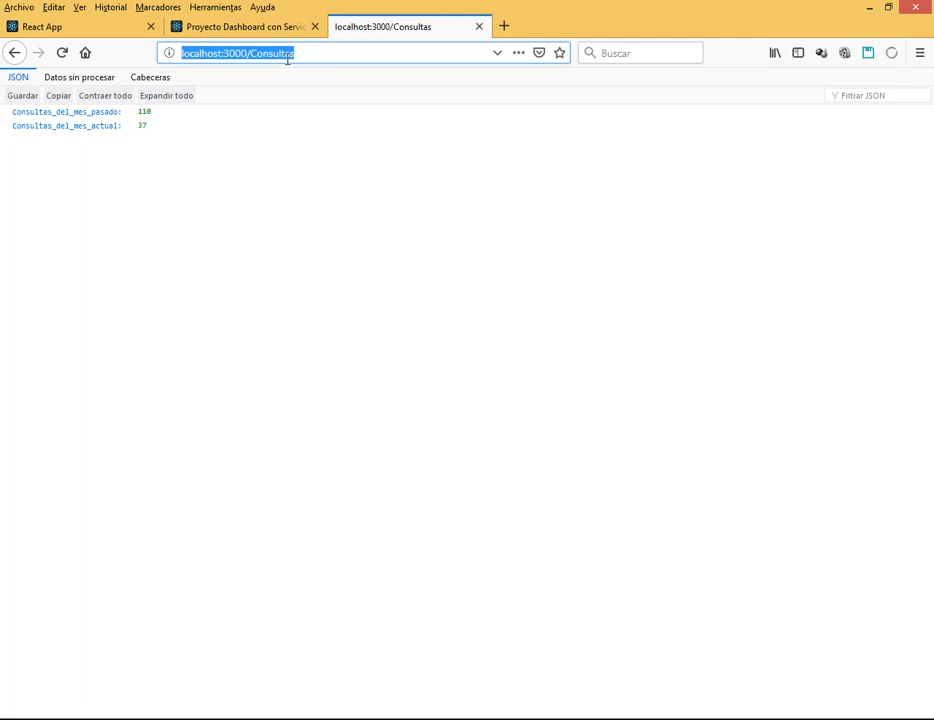 Archivo Editar Ver Historial Marcadores Herramientas Ayuda
React App
Proyecto Dashboard con Servic
localhost:3000/Consultas
localhost:3000/Consultas
Buscar
JSON Datos sin procesar Cabeceras
Guardar Copiar Contraer todo Expandir todo
Filtrar JSON
Consultas_del_mes_pasado: 110
Consultas_del_mes_actual: 37